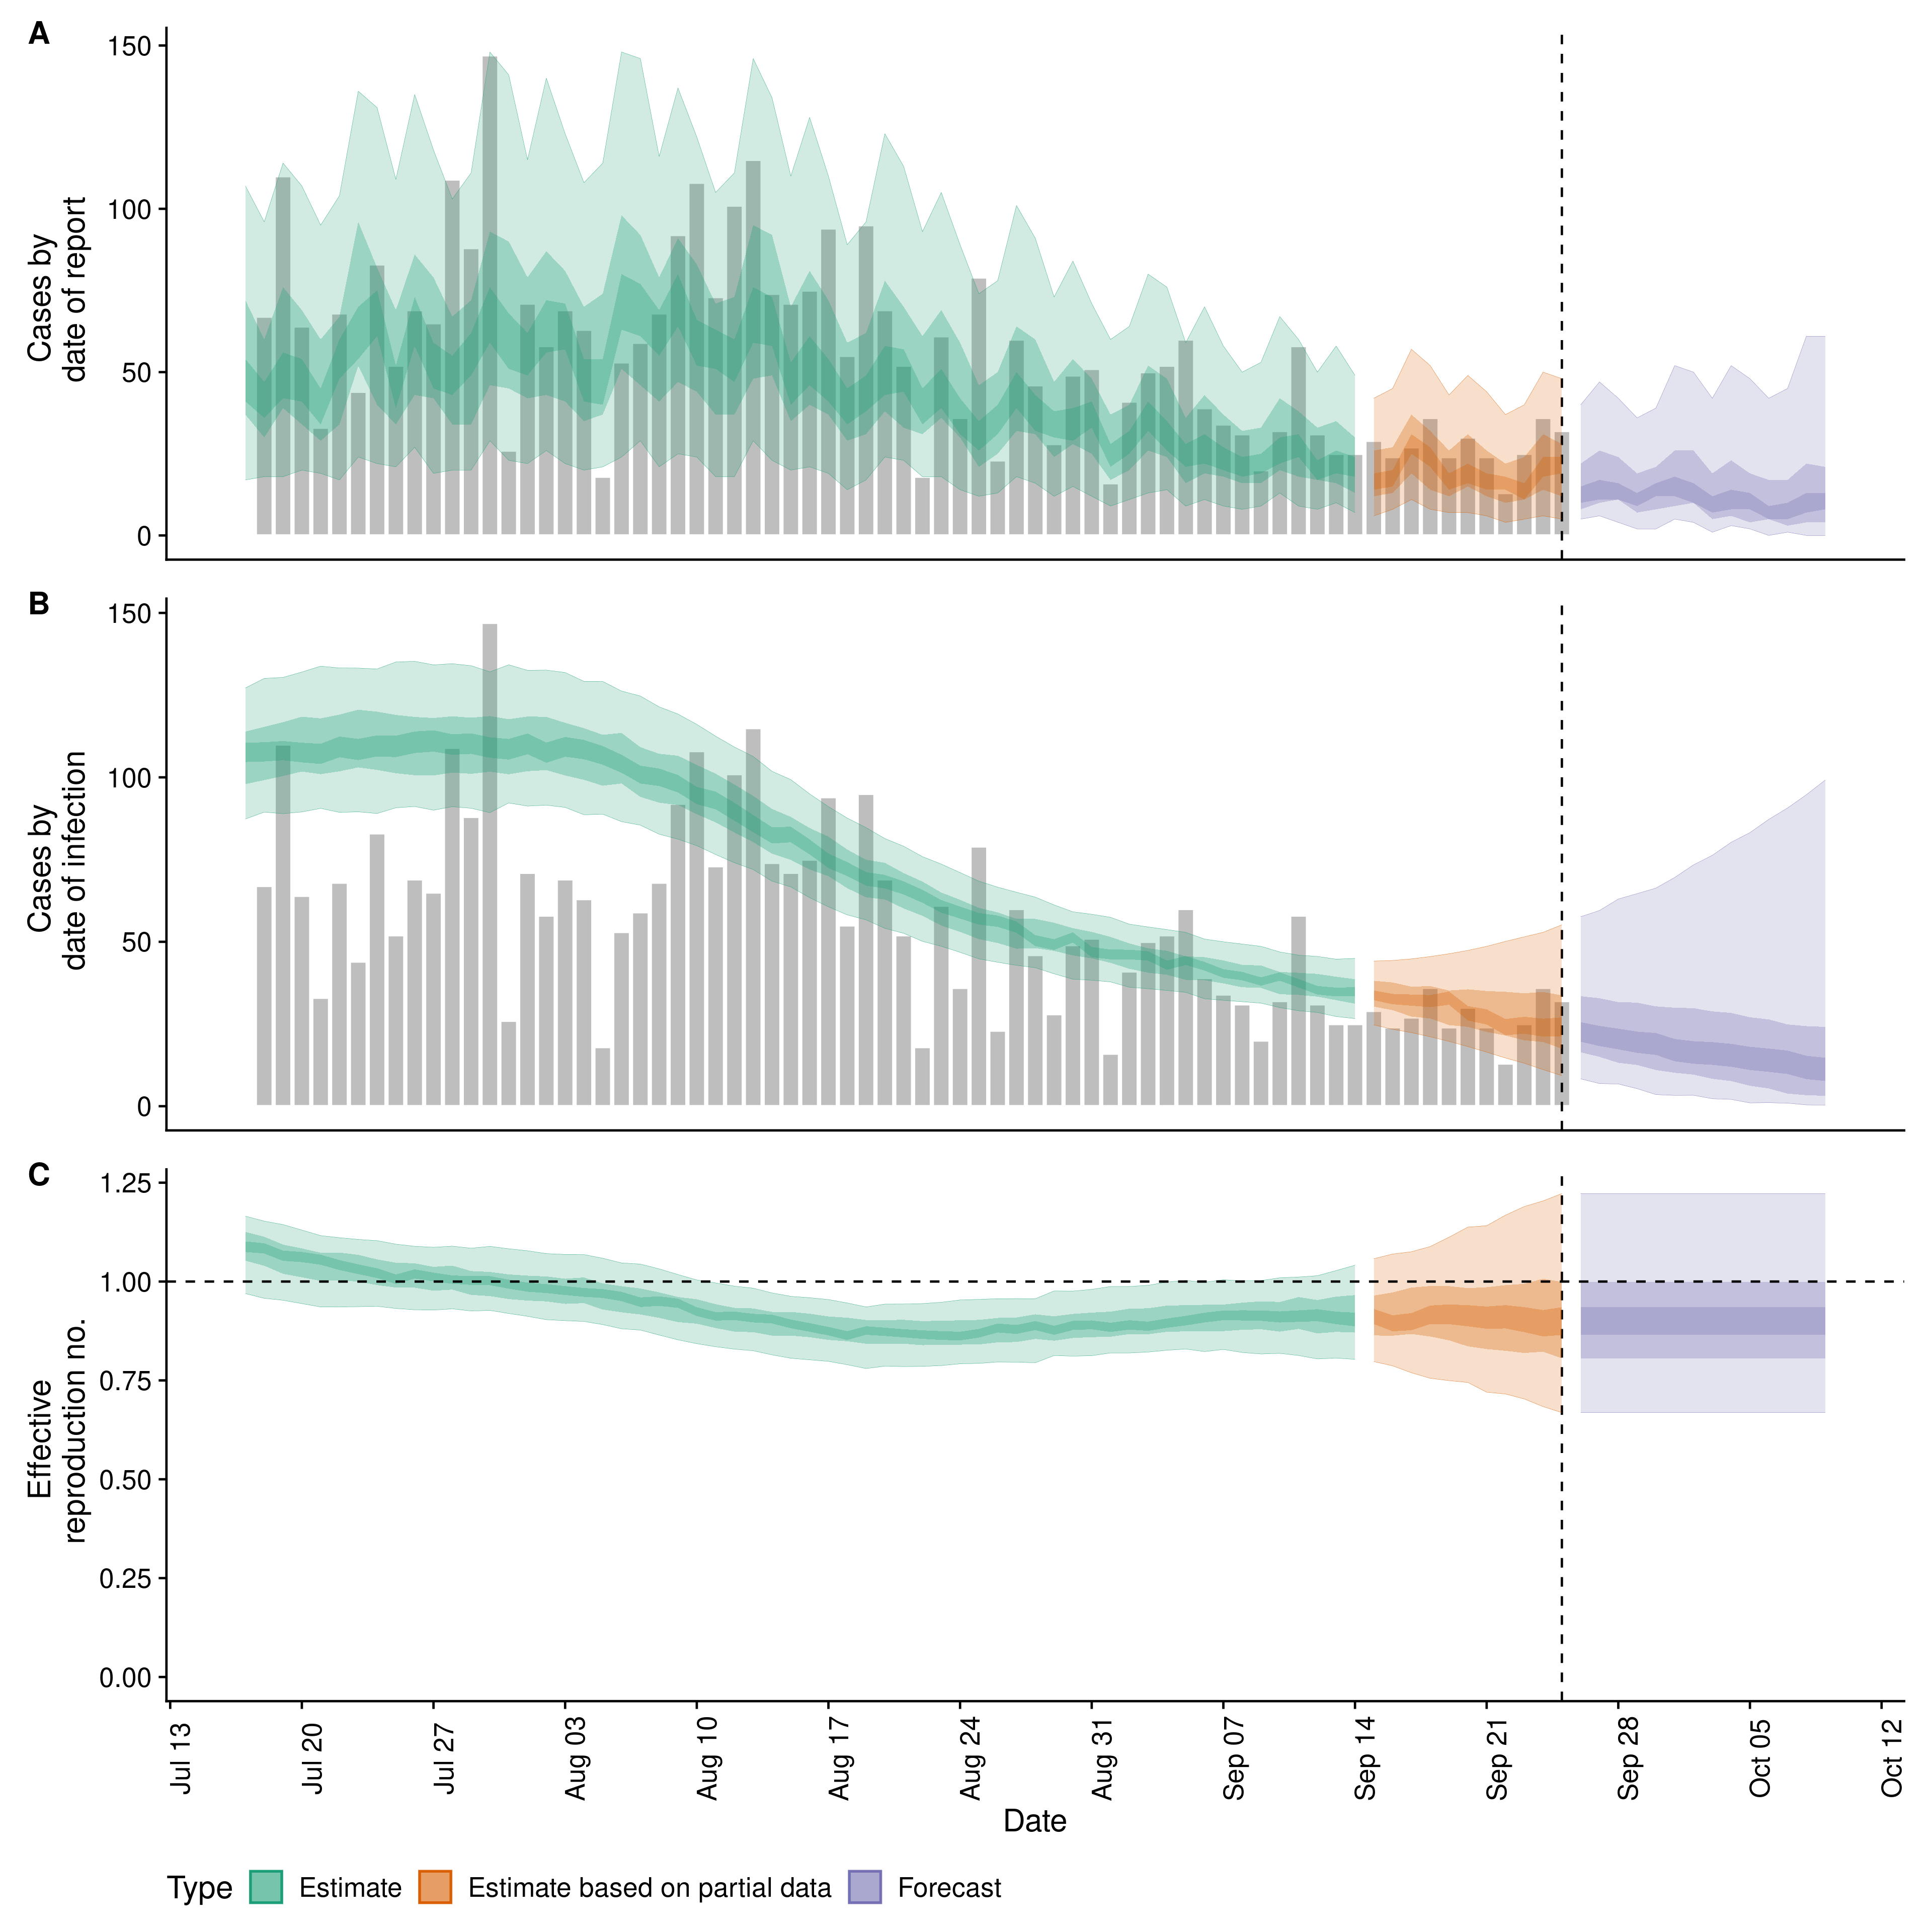 A
150
100
50
0
Cases by
date of report
B
150
100
50
0
Cases by
date of infection
C
1.25
1.00
0.75
0.50
0.25
0.00
Effective
reproduction no.
Jul 13
Jul 20
Jul 27
Aug 03
Aug 10
Aug 17
Aug 24
Aug 31
Sep 07
Sep 14
Sep 21
Sep 28
Oct 05
Oct 12
Date
Type Estimate Estimate based on partial data Forecast